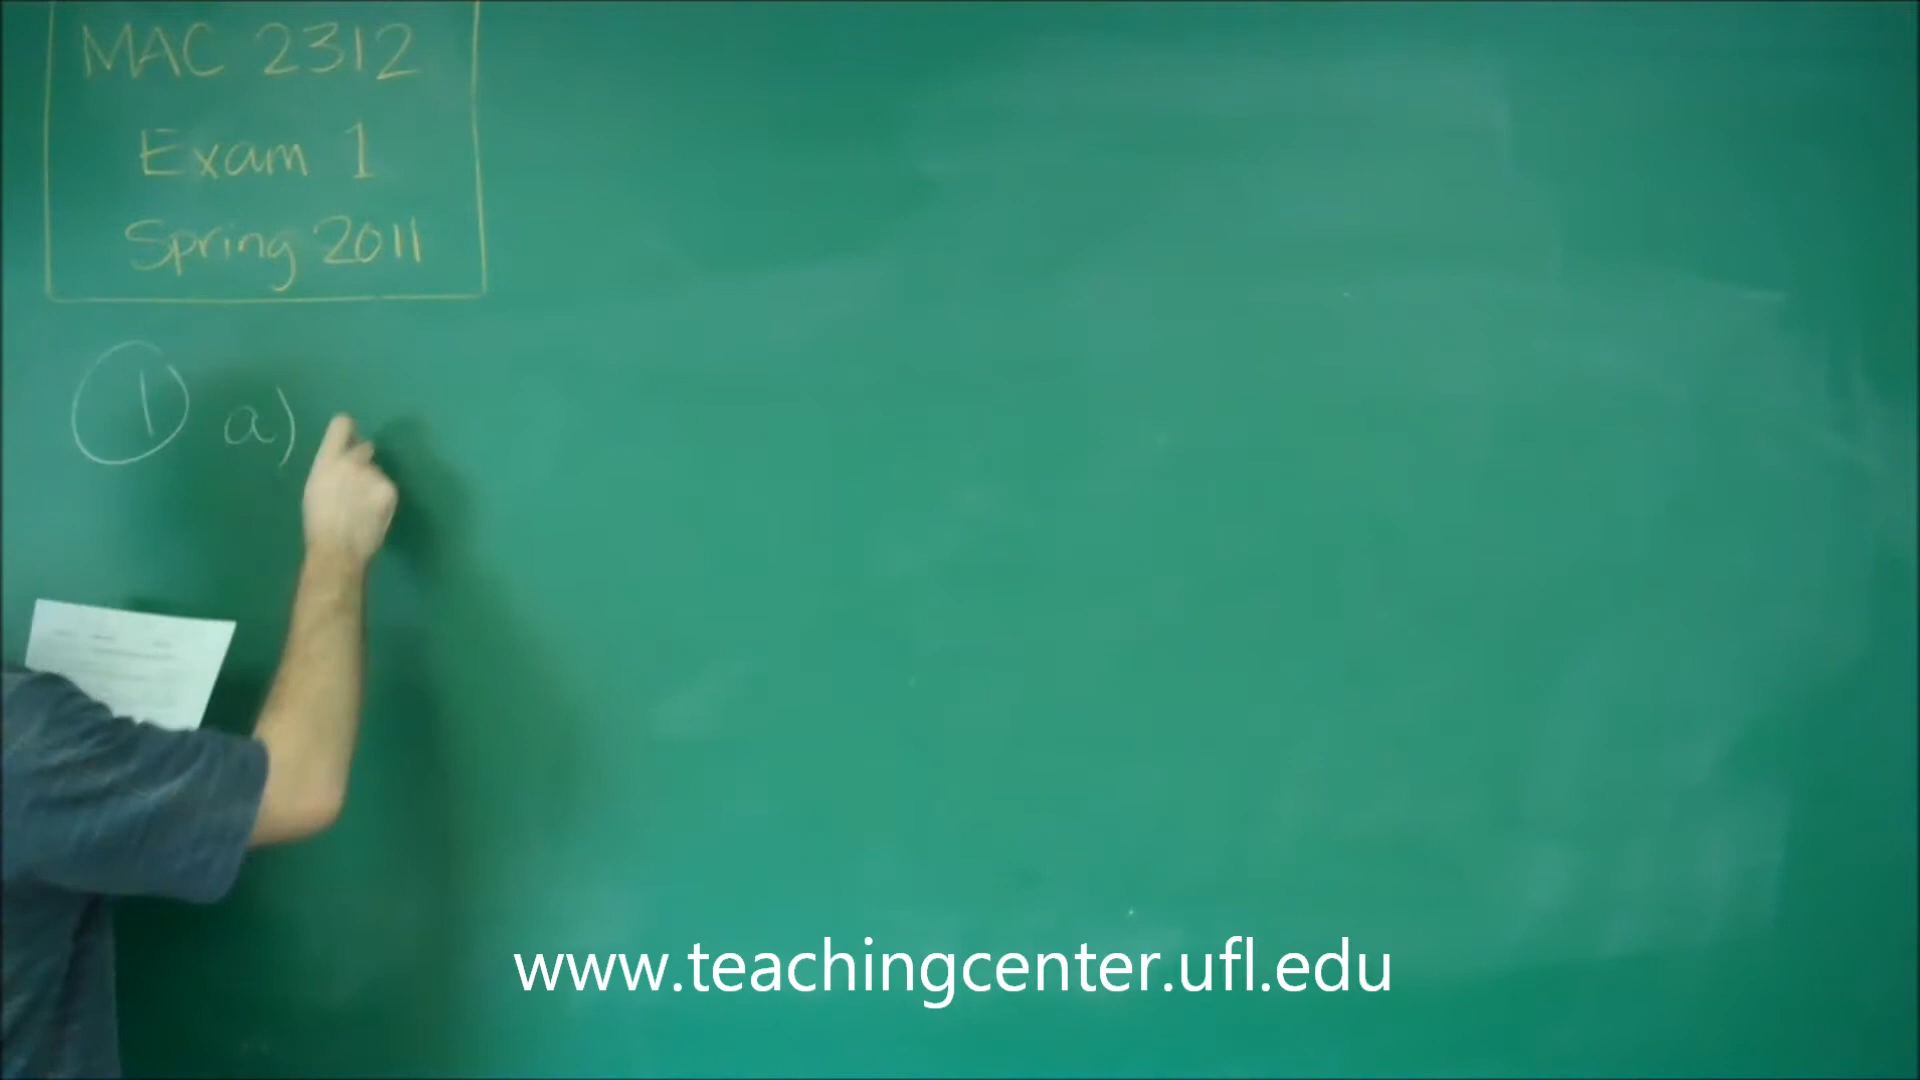 MAC 2312
Exam 1
Spring 2011
1 a)
www.teachingcenter.ufl.edu